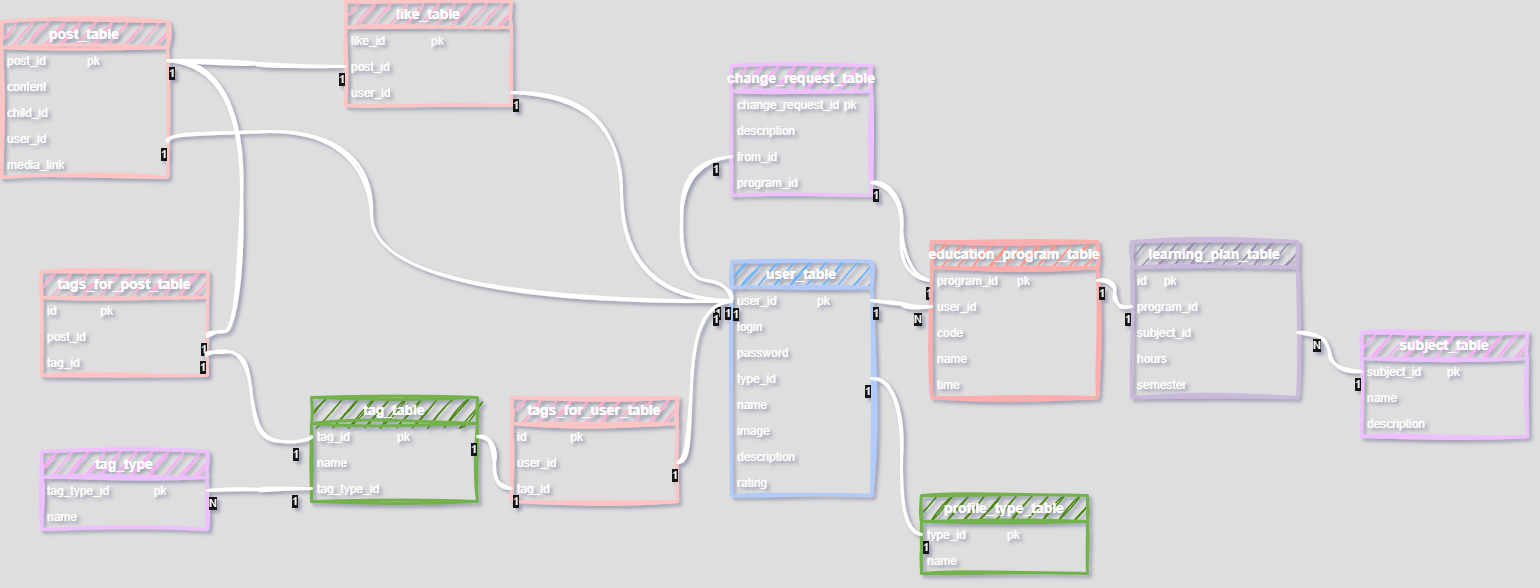 post_table
post_id pk
content
child_id
user_id
media_link
1
1
like_table
like_id pk
post_id
user_id
1
1
change_request_table
change_request_id pk
description
from_id
program_id
1
1
tags_for_post_table
id pk
post_id
tag_id
1
1
user_table
user_id pk
login
password
type_id
name
image
description
rating
1
1
1
1
1
1
education_program_table
program_id pk
user_id
code
name
time
1
N
1
learning_plan_table
id pk
program_id
subject_id
hours
semester
1
N
subject_table
subject_id pk
name
description
1
tag_type
tag_type_id pk
name
N
tag_table
tag_id pk
name
tag_type_id
1
1
1
tags_for_user_table
id pk
user_id
tag_id
1
1
profile_type_table
type_id pk
name
1